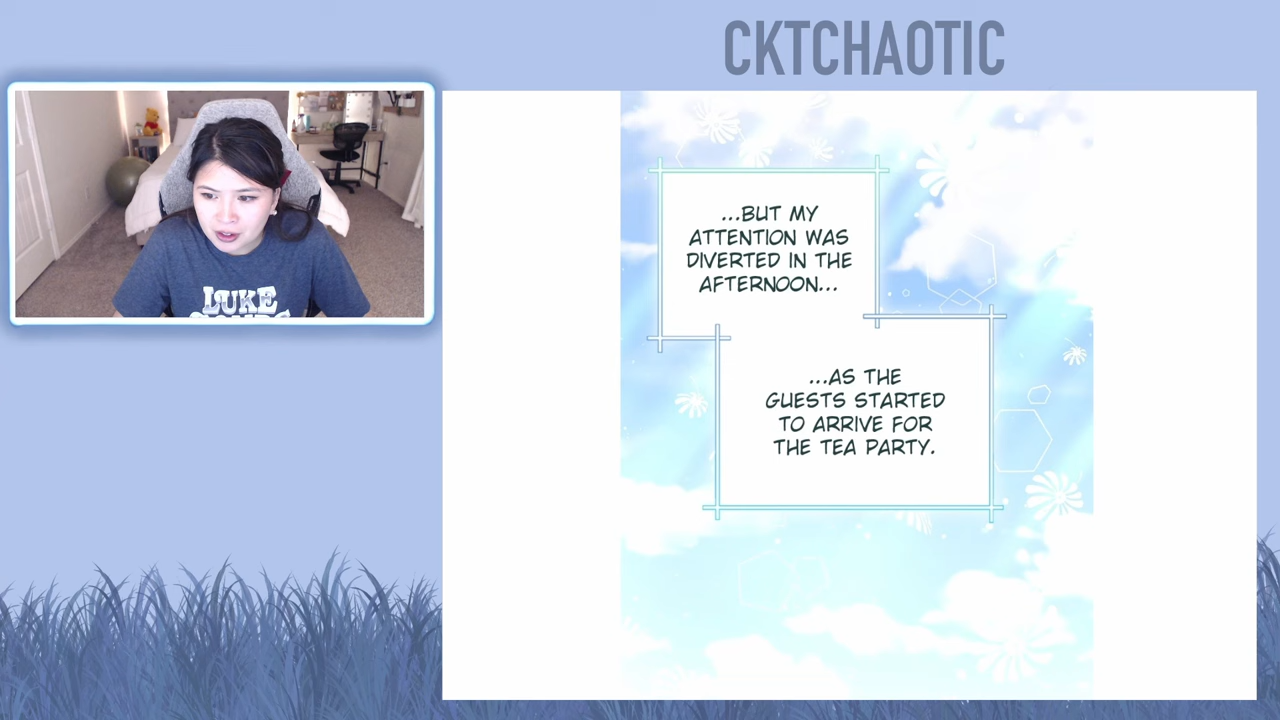 CKTCHAOTIC
...BUT MY
ATTENTION WAS
DIVERTED IN THE
AFTERNOON...
...AS THE
GUESTS STARTED
TO ARRIVE FOR
THE TEA PARTY.
LUKE